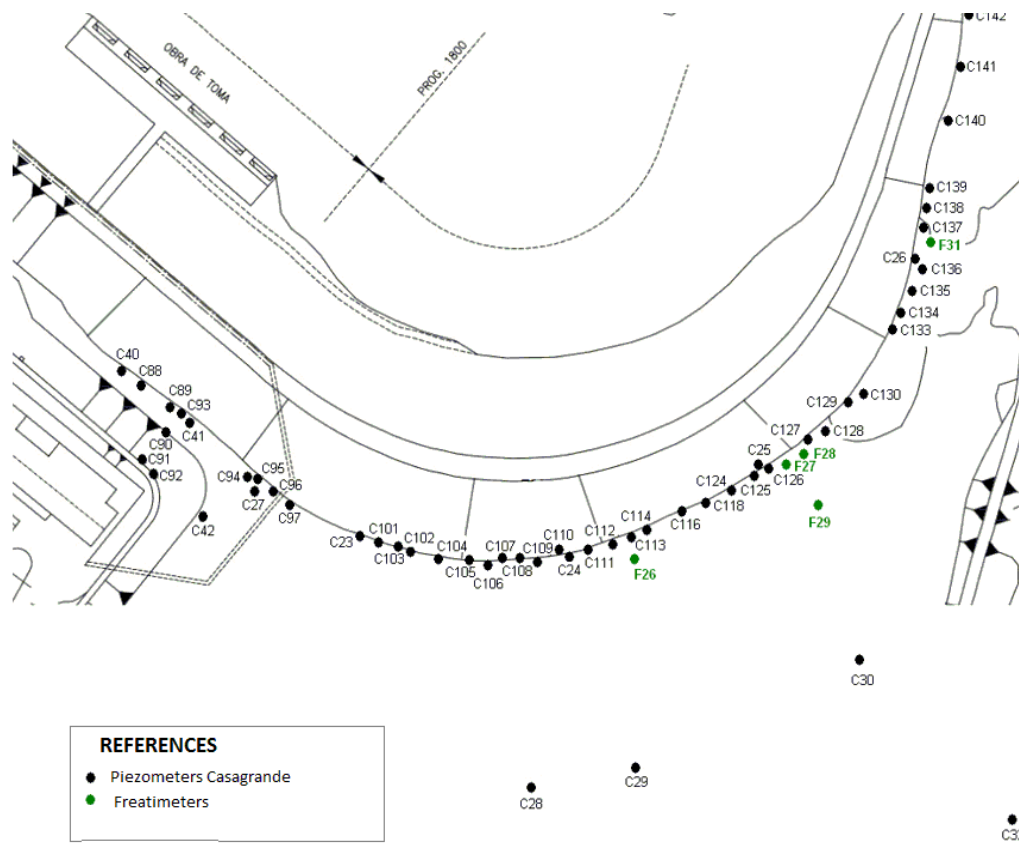 C142
OBRA DE TOMA
PROG. 1800
C141
C140
C139
C138
C137
F31
C26
C136
C135
C134
C133
C40
C88
C89
C93
C41
C130
C129
C90
C91
C92
C127
C128
C94
C95
C25
F28
F27
C126
C27
C96
C124
C125
C97
C42
C118
F29
C116
C114
C101
C23
C102
C103
C104
C105
C106
C107
C108
C109
C110
C24
C111
C112
C113
F26
C30
C29
C28
REFERENCES
Piezometers Casagrande
Freatimeters